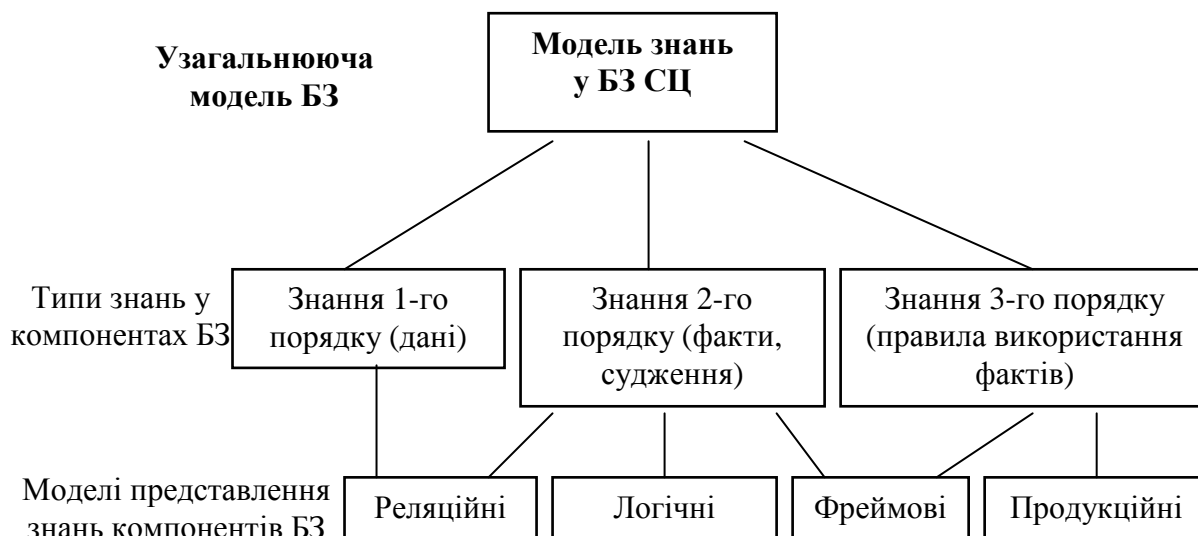 Узагальнююча
модель БЗ
Модель знань
у БЗ СЦ
Типи знань у
компонентах БЗ
Знання 1-го
порядку (дані)
Знання 2-го
порядку (факти,
судження)
Знання 3-го порядку
(правила використання
фактів)
Моделі представлення
знань компонентів БЗ
Реляційні
Логічні
Фреймові
Продукційні